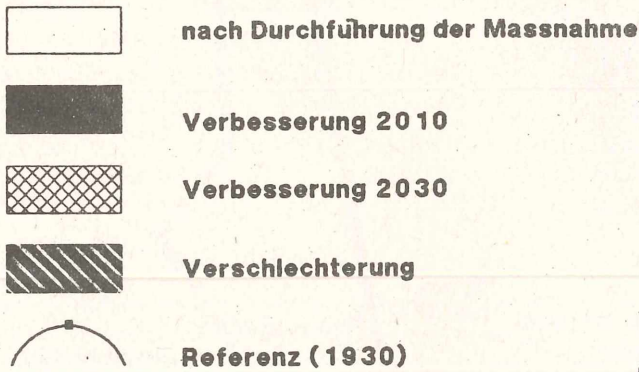 nach Durchführung der Massnahme
Verbesserung 2010
Verbesserung 2030
Verschlechterung
Referenz (1930)